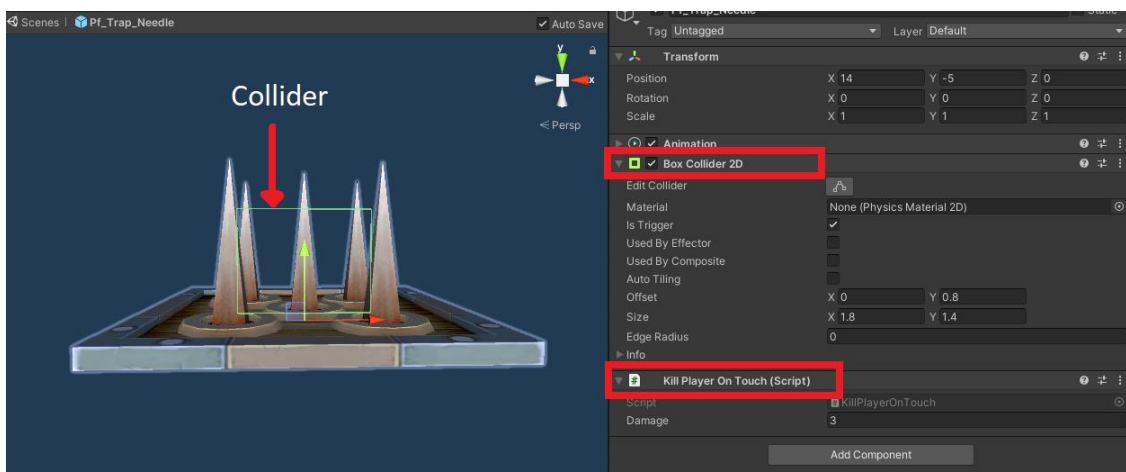 Scenes | Pf_Trap_Needle
Auto Save
Collider
y
x
< Persp
Pf_Trap_Needle
Static
Tag Untagged Layer Default
Transform
Position X 14 Y -5 Z 0
Rotation X 0 Y 0 Z 0
Scale X 1 Y 1 Z 1
Animation
Box Collider 2D
Edit Collider
Material None (Physics Material 2D)
Is Trigger
Used By Effector
Used By Composite
Auto Tiling
Offset X 0 Y 0.8
Size X 1.8 Y 1.4
Edge Radius 0
Info
# Kill Player On Touch (Script)
Script # KillPlayerOnTouch
Damage 3
Add Component